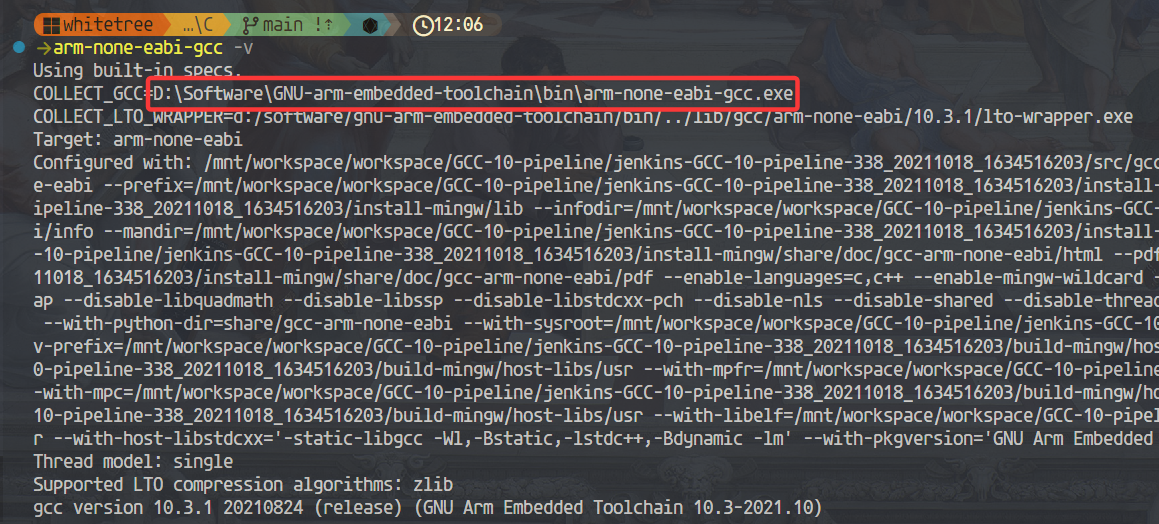 whitetree …\C main !⇡ 12:06
→arm-none-eabi-gcc -v
Using built-in specs.
COLLECT_GCC=D:\Software\GNU-arm-embedded-toolchain\bin\arm-none-eabi-gcc.exe
COLLECT_LTO_WRAPPER=d:/software/gnu-arm-embedded-toolchain/bin/../lib/gcc/arm-none-eabi/10.3.1/lto-wrapper.exe
Target: arm-none-eabi
Configured with: /mnt/workspace/workspace/GCC-10-pipeline/jenkins-GCC-10-pipeline-338_20211018_1634516203/src/gcc
e-eabi --prefix=/mnt/workspace/workspace/GCC-10-pipeline/jenkins-GCC-10-pipeline-338_20211018_1634516203/install-
ipeline-338_20211018_1634516203/install-mingw/lib --infodir=/mnt/workspace/workspace/GCC-10-pipeline/jenkins-GCC-
i/info --mandir=/mnt/workspace/workspace/GCC-10-pipeline/jenkins-GCC-10-pipeline-338_20211018_1634516203/install-
-10-pipeline/jenkins-GCC-10-pipeline-338_20211018_1634516203/install-mingw/share/doc/gcc-arm-none-eabi/html --pdf
11018_1634516203/install-mingw/share/doc/gcc-arm-none-eabi/pdf --enable-languages=c,c++ --enable-mingw-wildcard -
ap --disable-libquadmath --disable-libssp --disable-libstdcxx-pch --disable-nls --disable-shared --disable-threa
--with-python-dir=share/gcc-arm-none-eabi --with-sysroot=/mnt/workspace/workspace/GCC-10-pipeline/jenkins-GCC-10
v-prefix=/mnt/workspace/workspace/GCC-10-pipeline/jenkins-GCC-10-pipeline-338_20211018_1634516203/build-mingw/hos
338_20211018_1634516203/build-mingw/host-libs/usr --with-mpfr=/mnt/workspace/workspace/GCC-10-pipeline/jenkins-GC
-with-mpc=/mnt/workspace/workspace/GCC-10-pipeline/jenkins-GCC-10-pipeline-338_20211018_1634516203/build-mingw/ho
10-pipeline-338_20211018_1634516203/build-mingw/host-libs/usr --with-libelf=/mnt/workspace/workspace/GCC-10-pipel
r --with-host-libstdcxx='-static-libgcc -Wl,-Bstatic,-lstdc++,-Bdynamic -lm' --with-pkgversion='GNU Arm Embedded
Thread model: single
Supported LTO compression algorithms: zlib
gcc version 10.3.1 20210824 (release) (GNU Arm Embedded Toolchain 10.3-2021.10)